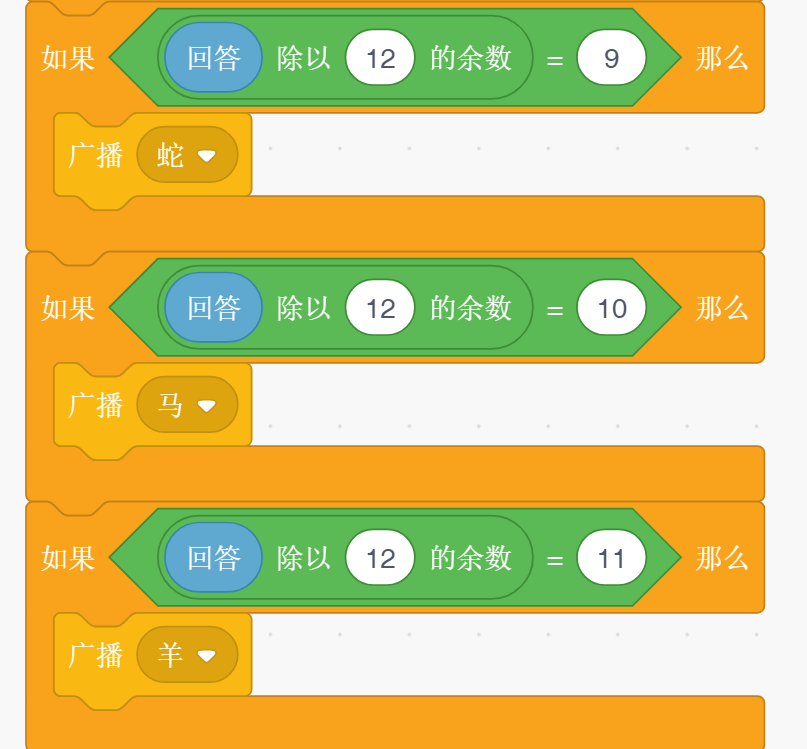 如果 回答 除以 12 的余数 = 9 那么
广播 蛇
如果 回答 除以 12 的余数 = 10 那么
广播 马
如果 回答 除以 12 的余数 = 11 那么
广播 羊